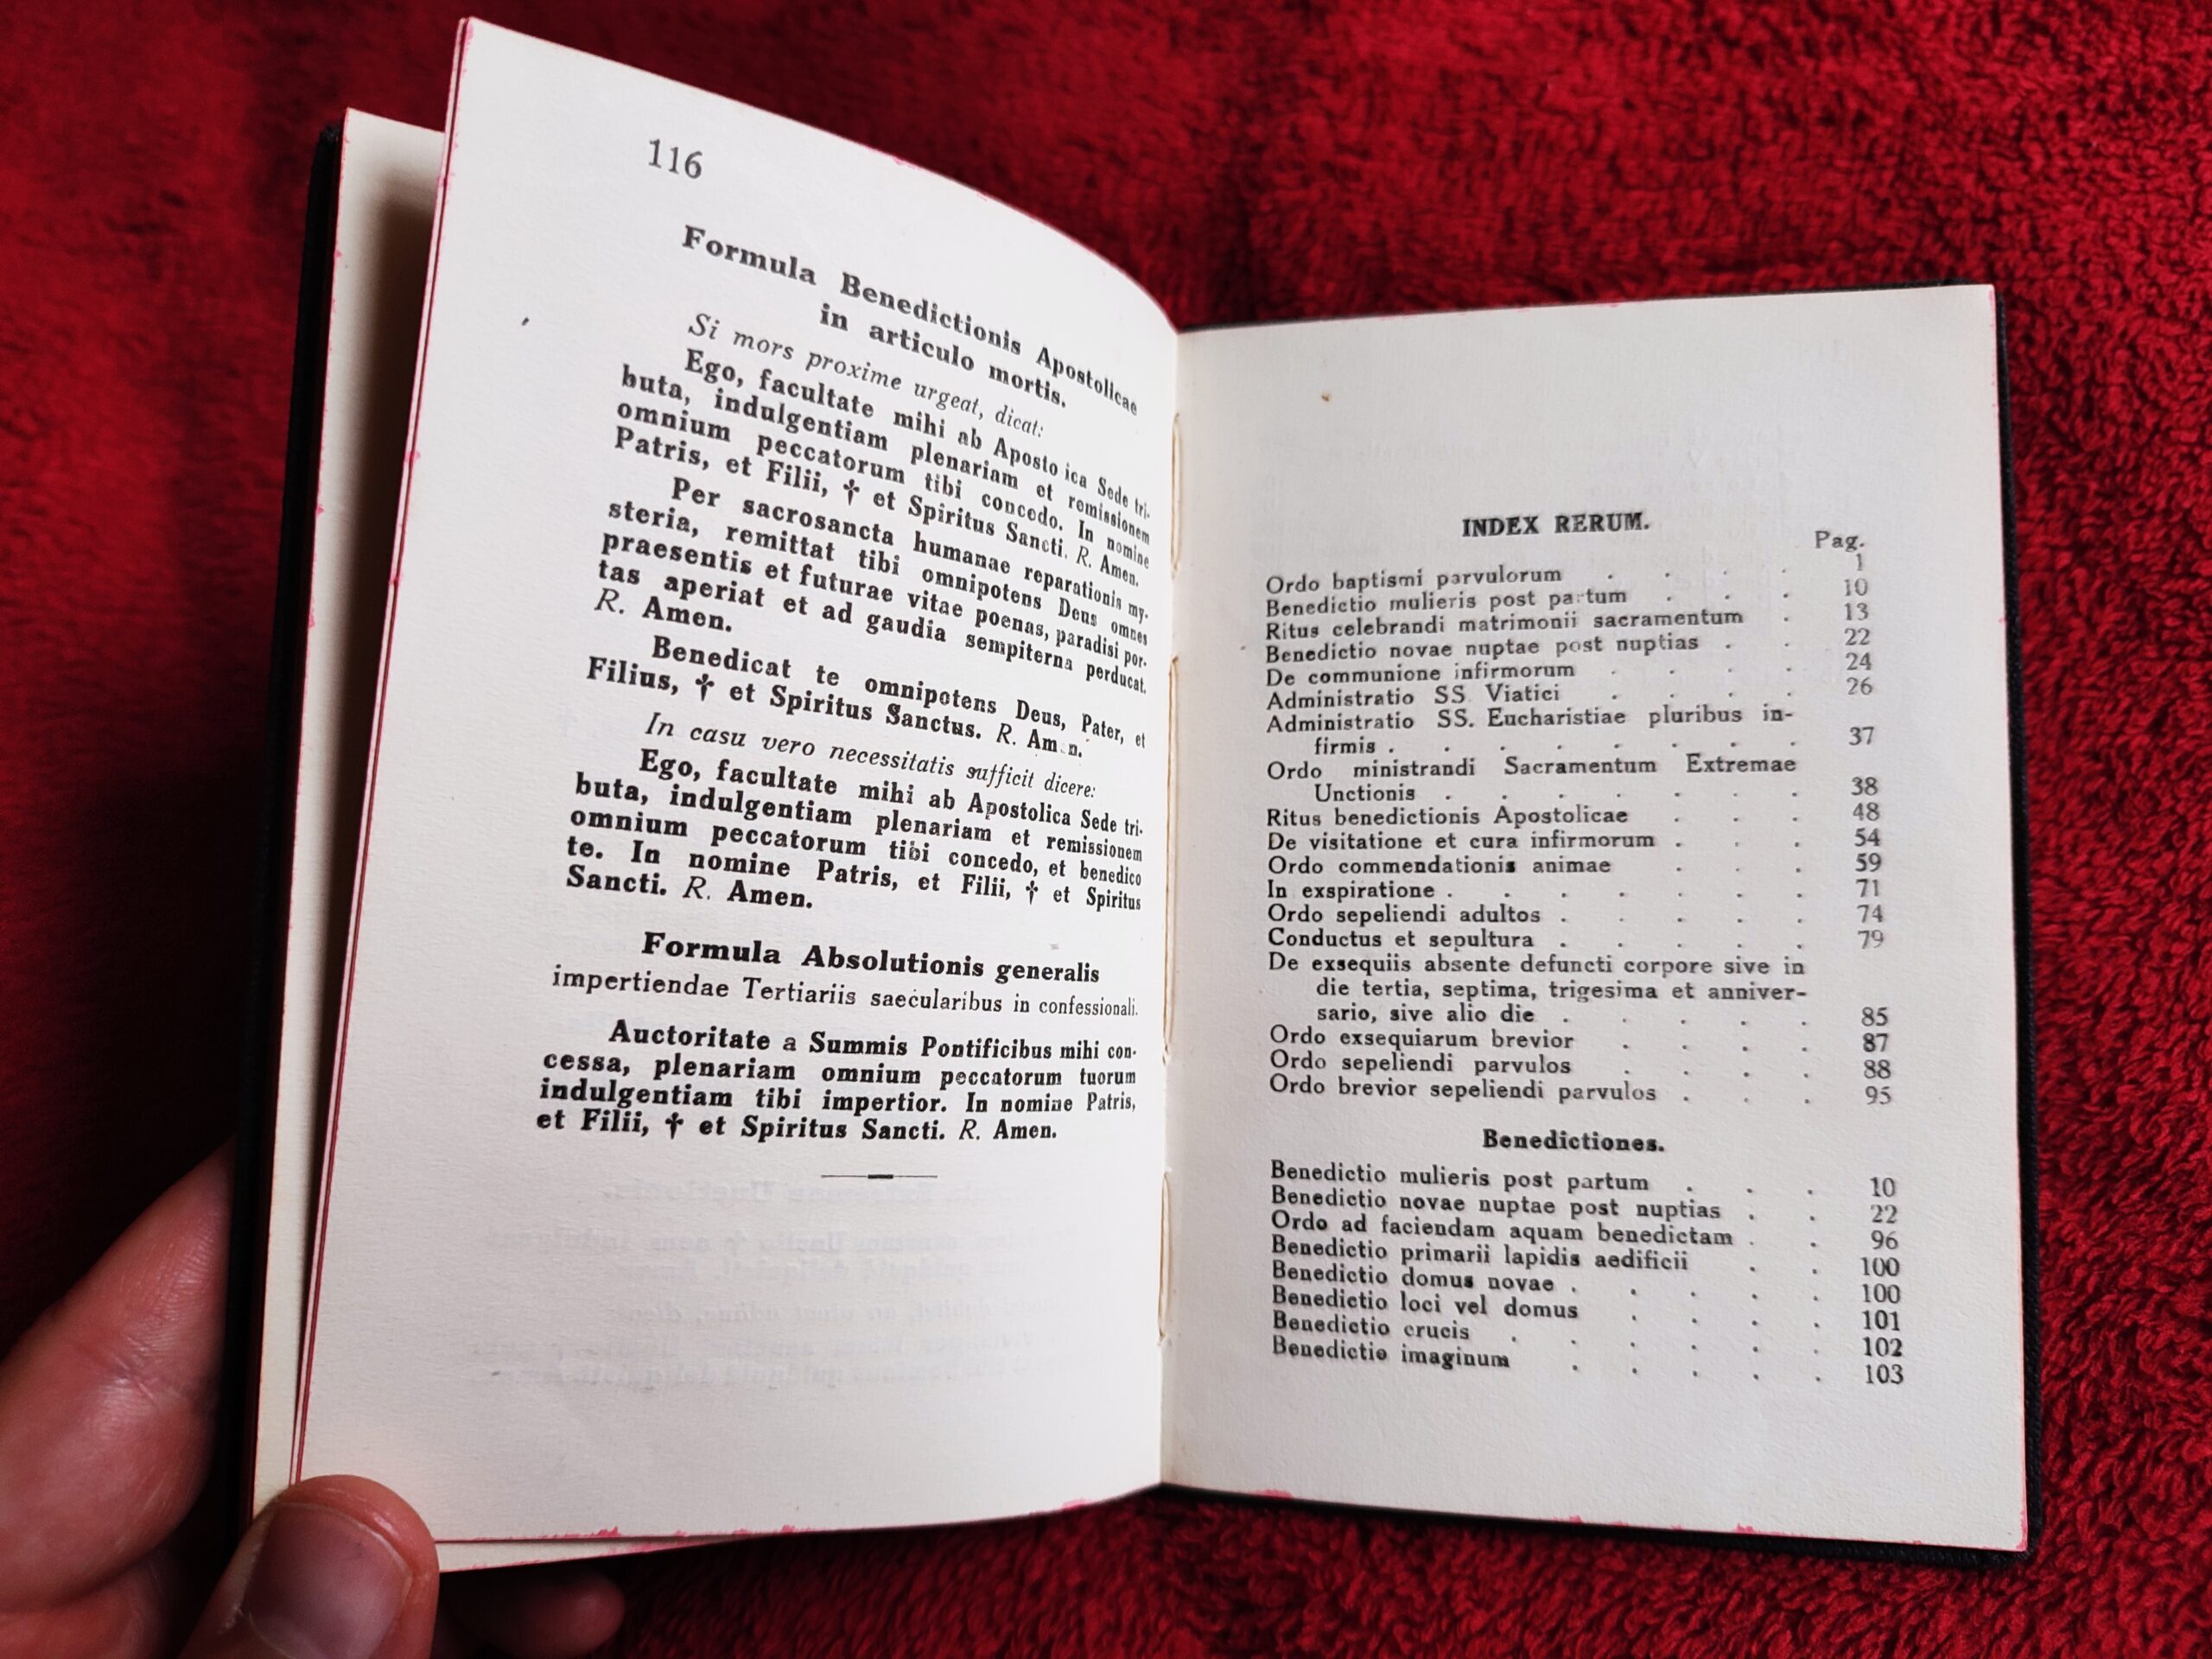 116
Formula Benedictionis Apostolicae
in articulo mortis.
Si mors proxime urgeat, dicat:
Ego, facultate mihi ab Aposto ica Sede tri-
buta, indulgentiam plenariam et remissionem
omnium peccatorum tibi concedo. In nomine
Patris, et Filii, † et Spiritus Sancti. R. Amen.
Per sacrosancta humanae reparationis my-
steria, remittat tibi omnipotens Deus omnes
praesentis et futurae vitae poenas, paradisi por-
tas aperiat et ad gaudia sempiterna perducat.
R. Amen.
Benedicat te omnipotens Deus, Pater, et
Filius, † et Spiritus Sanctus. R. Am n.
In casu vero necessitatis sufficit dicere:
Ego, facultate mihi ab Apostolica Sede tri-
buta, indulgentiam plenariam et remissionem
omnium peccatorum tibi concedo, et benedico
te. In nomine Patris, et Filii, † et Spiritus
Sancti. R. Amen.
Formula Absolutionis generalis
impertiendae Tertiariis saecularibus in confessionali.
Auctoritate a Summis Pontificibus mihi con-
cessa, plenariam omnium peccatorum tuorum
indulgentiam tibi impertior. In nomine Patris,
et Filii, † et Spiritus Sancti. R. Amen.
INDEX RERUM.
Pag.
Ordo baptismi parvulorum . . . . 1
Benedictio mulieris post partum . . . 10
Ritus celebrandi matrimonii sacramentum . 13
Benedictio novae nuptae post nuptias . . 22
De communione infirmorum . . . . 24
Administratio SS. Viatici . . . . 26
Administratio SS. Eucharistiae pluribus in-
firmis . . . . . . . . 37
Ordo ministrandi Sacramentum Extremae
Unctionis . . . . . . . 38
Ritus benedictionis Apostolicae . . . 48
De visitatione et cura infirmorum . . . 54
Ordo commendationis animae . . . 59
In exspiratione . . . . . . 71
Ordo sepeliendi adultos . . . . . 74
Conductus et sepultura . . . . . 79
De exsequiis absente defuncti corpore sive in
die tertia, septima, trigesima et anniver-
sario, sive alio die . . . . . 85
Ordo exsequiarum brevior . . . . 87
Ordo sepeliendi parvulos . . . . 88
Ordo brevior sepeliendi parvulos . . . 95
Benedictiones.
Benedictio mulieris post partum . . . 10
Benedictio novae nuptae post nuptias . . 22
Ordo ad faciendam aquam benedictam . . 96
Benedictio primarii lapidis aedificii . . 100
Benedictio domus novae . . . . . 100
Benedictio loci vel domus . . . . 101
Benedictio crucis . . . . . . 102
Benedictio imaginum . . . . . 103